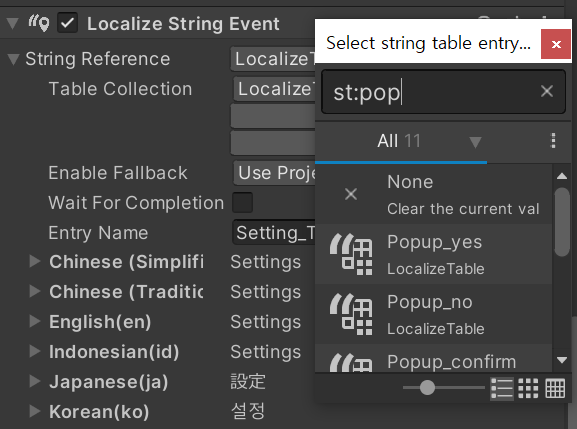 Localize String Event
String Reference
LocalizeT
Table Collection
LocalizeT
Enable Fallback
Use Proje
Wait For Completion
Entry Name
Setting_T
Chinese (Simplifi
Settings
Chinese (Traditic
Settings
English(en)
Settings
Indonesian(id)
Settings
Japanese(ja)
設定
Korean(ko)
설정
Select string table entry...
st:pop
All 11
None
Clear the current val
Popup_yes
LocalizeTable
Popup_no
LocalizeTable
Popup_confirm